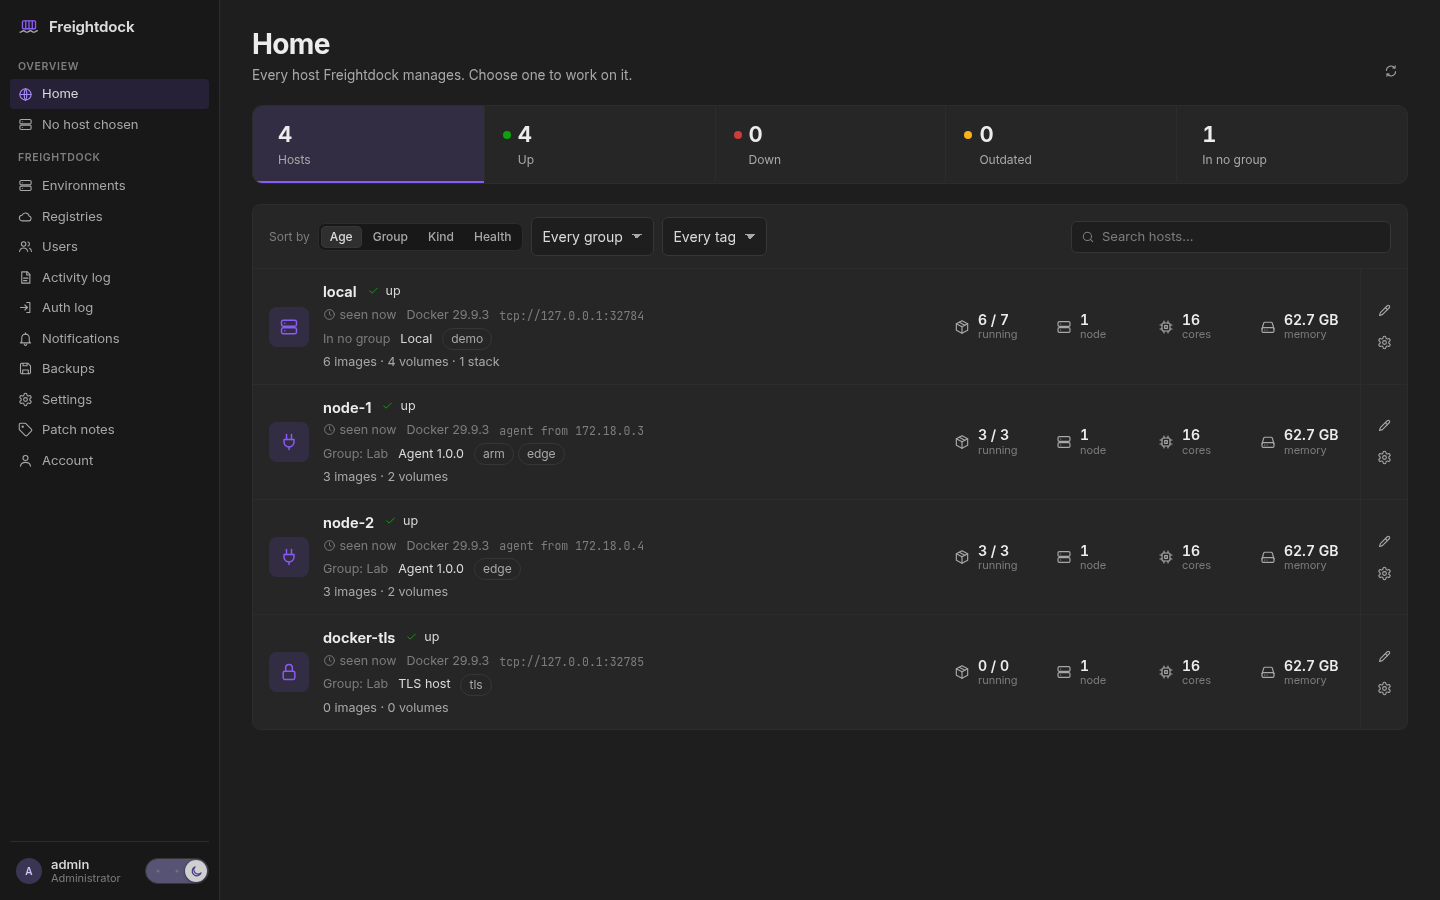 Freightdock
OVERVIEW
Home
No host chosen
FREIGHTDOCK
Environments
Registries
Users
Activity log
Auth log
Notifications
Backups
Settings
Patch notes
Account
A
admin
Administrator
Home
Every host Freightdock manages. Choose one to work on it.
4
Hosts
4
Up
0
Down
0
Outdated
1
In no group
Sort by Age Group Kind Health Every group Every tag Search hosts...
local up
seen now Docker 29.9.3 tcp://127.0.0.1:32784
In no group Local demo
6 images · 4 volumes · 1 stack
6 / 7 running
1 node
16 cores
62.7 GB memory
node-1 up
seen now Docker 29.9.3 agent from 172.18.0.3
Group: Lab Agent 1.0.0 arm edge
3 images · 2 volumes
3 / 3 running
1 node
16 cores
62.7 GB memory
node-2 up
seen now Docker 29.9.3 agent from 172.18.0.4
Group: Lab Agent 1.0.0 edge
3 images · 2 volumes
3 / 3 running
1 node
16 cores
62.7 GB memory
docker-tls up
seen now Docker 29.9.3 tcp://127.0.0.1:32785
Group: Lab TLS host tls
0 images · 0 volumes
0 / 0 running
1 node
16 cores
62.7 GB memory